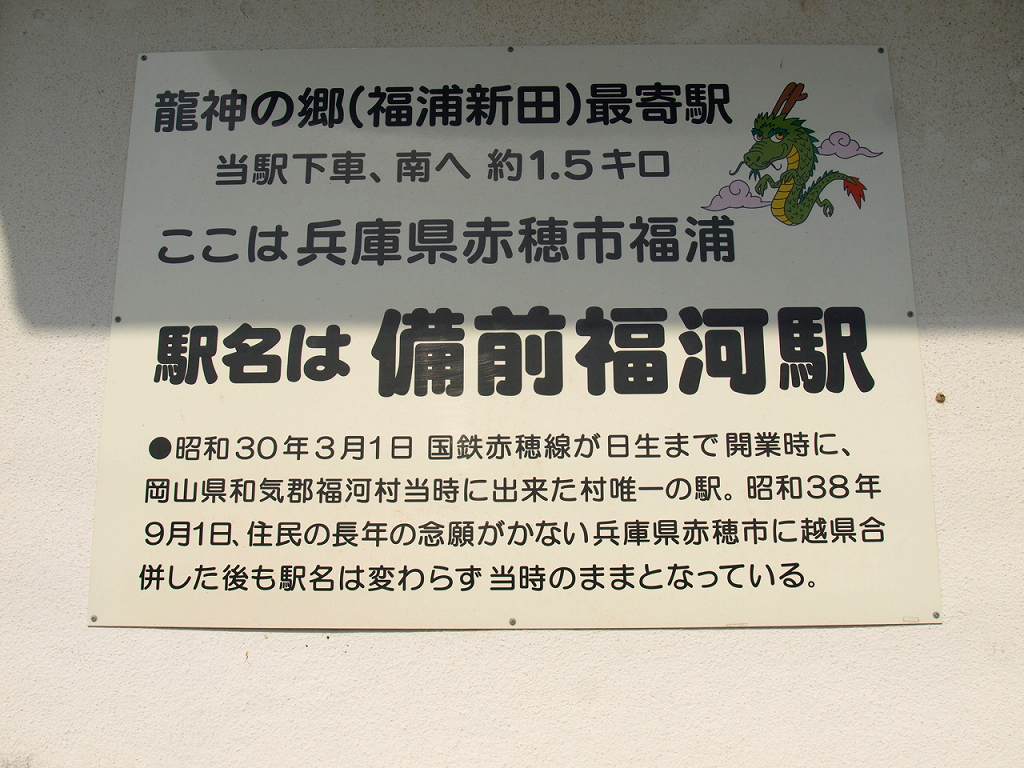 龍神の郷(福浦新田)最寄駅
当駅下車、南へ 約1.5キロ
ここは兵庫県赤穂市福浦
駅名は 備前福河駅
●昭和30年3月1日 国鉄赤穂線が日生まで開業時に、
岡山県和気郡福河村当時に出来た村唯一の駅。昭和38年
9月1日、住民の長年の念願がかない兵庫県赤穂市に越県合
併した後も駅名は変わらず当時のままとなっている。